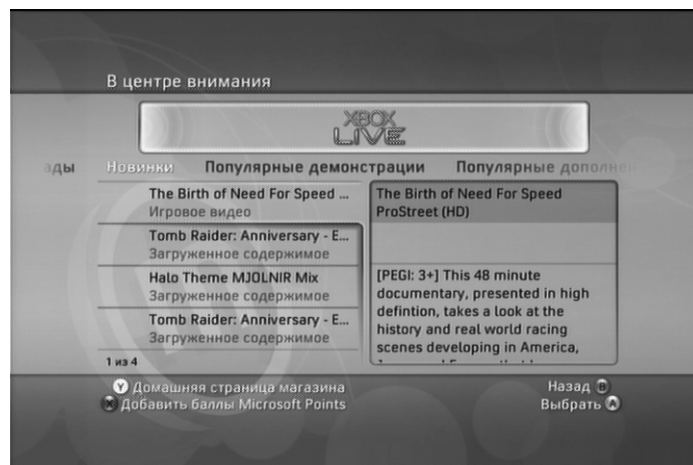 В центре внимания
XBOX
LIVE
ады Новинки Популярные демонстрации Популярные дополне
The Birth of Need For Speed ...
Игровое видео
Tomb Raider: Anniversary - E...
Загруженное содержимое
Halo Theme MJOLNIR Mix
Загруженное содержимое
Tomb Raider: Anniversary - E...
Загруженное содержимое
1 из 4
The Birth of Need For Speed
ProStreet (HD)
[PEGI: 3+] This 48 minute
documentary, presented in high
defintion, takes a look at the
history and real world racing
scenes developing in America,
Y Домашняя страница магазина
X Добавить баллы Microsoft Points
Назад B
Выбрать A